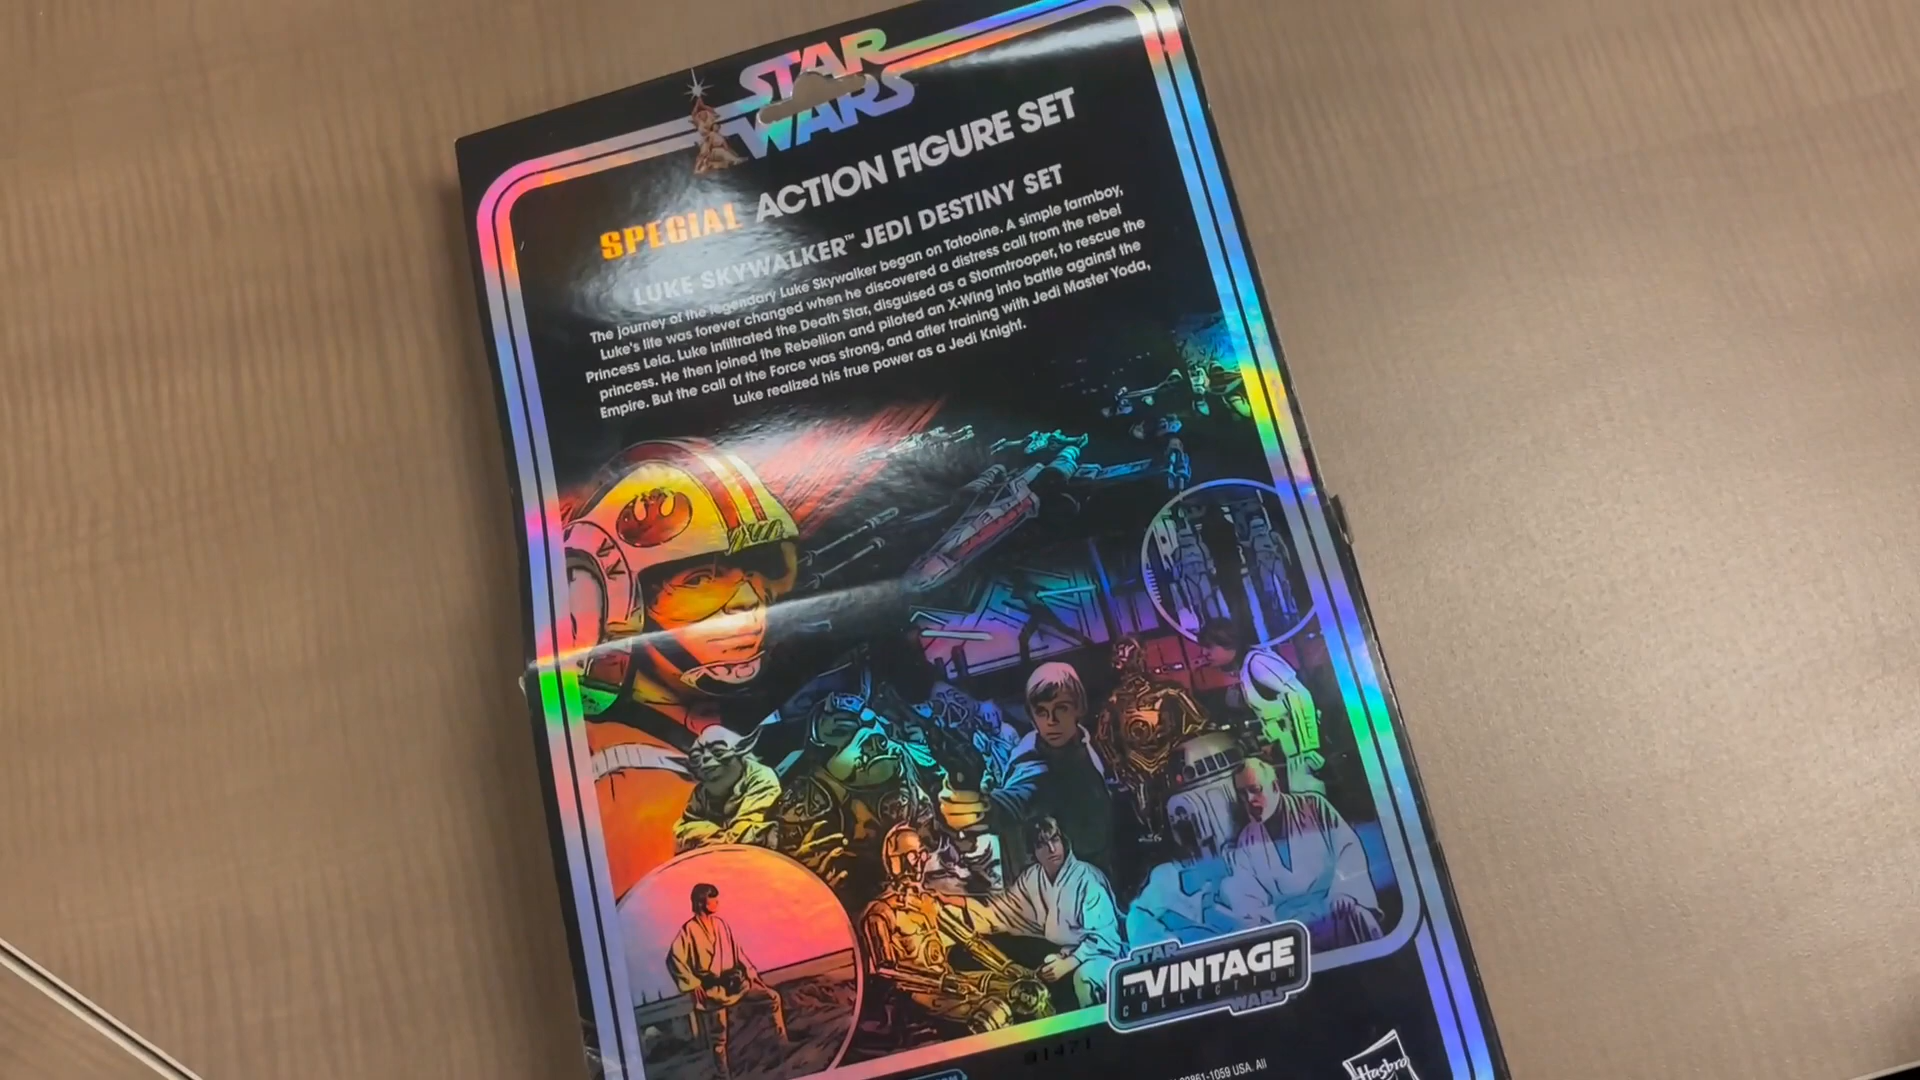 STAR
WARS
SPECIAL ACTION FIGURE SET
LUKE SKYWALKER™ JEDI DESTINY SET
The journey of the legendary Luke Skywalker began on Tatooine. A simple farmboy,
Luke's life was forever changed when he discovered a distress call from the rebel
Princess Leia. Luke infiltrated the Death Star, disguised as a Stormtrooper, to rescue the
princess. He then joined the Rebellion and piloted an X-Wing into battle against the
Empire. But the call of the Force was strong, and after training with Jedi Master Yoda,
Luke realized his true power as a Jedi Knight.
STAR
THE VINTAGE
COLLECTION
WARS
01471
-1059 USA. All
Hasbro